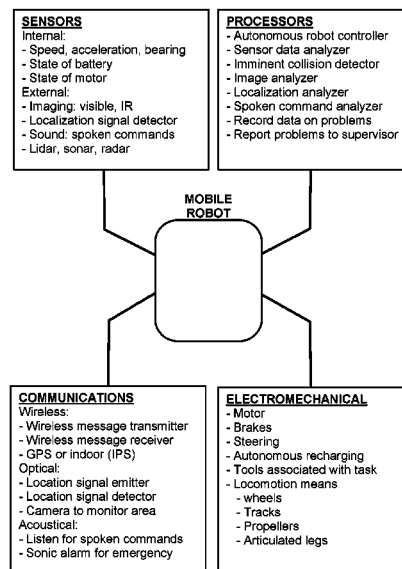 SENSORS
Internal:
- Speed, acceleration, bearing
- State of battery
- State of motor
External:
- Imaging: visible, IR
- Localization signal detector
- Sound: spoken commands
- Lidar, sonar, radar
PROCESSORS
- Autonomous robot controller
- Sensor data analyzer
- Imminent collision detector
- Image analyzer
- Localization analyzer
- Spoken command analyzer
- Record data on problems
- Report problems to supervisor
MOBILE
ROBOT
COMMUNICATIONS
Wireless:
- Wireless message transmitter
- Wireless message receiver
- GPS or indoor (IPS)
Optical:
- Location signal emitter
- Location signal detector
- Camera to monitor area
Acoustical:
- Listen for spoken commands
- Sonic alarm for emergency
ELECTROMECHANICAL
- Motor
- Brakes
- Steering
- Autonomous recharging
- Tools associated with task
- Locomotion means
- wheels
- Tracks
- Propellers
- Articulated legs